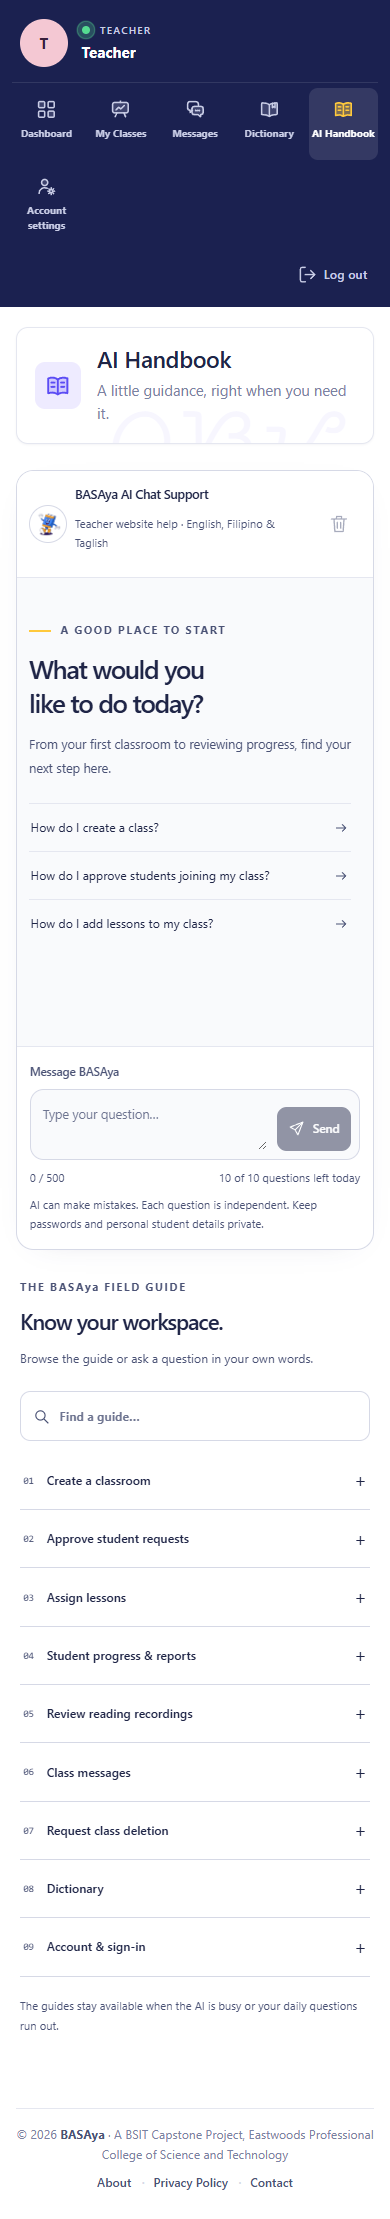 T
TEACHER
Teacher
Dashboard
My Classes
Messages
Dictionary
AI Handbook
Account
settings
Log out
AI Handbook
A little guidance, right when you need
it.
BASAya AI Chat Support
Teacher website help · English, Filipino &
Taglish
A GOOD PLACE TO START
What would you
like to do today?
From your first classroom to reviewing progress, find your
next step here.
How do I create a class?
How do I approve students joining my class?
How do I add lessons to my class?
Message BASAya
Type your question...
Send
0 / 500
10 of 10 questions left today
AI can make mistakes. Each question is independent. Keep
passwords and personal student details private.
THE BASAya FIELD GUIDE
Know your workspace.
Browse the guide or ask a question in your own words.
Find a guide...
01 Create a classroom +
02 Approve student requests +
03 Assign lessons +
04 Student progress & reports +
05 Review reading recordings +
06 Class messages +
07 Request class deletion +
08 Dictionary +
09 Account & sign-in +
The guides stay available when the AI is busy or your daily questions
run out.
© 2026 BASAya · A BSIT Capstone Project, Eastwoods Professional
College of Science and Technology
About · Privacy Policy · Contact